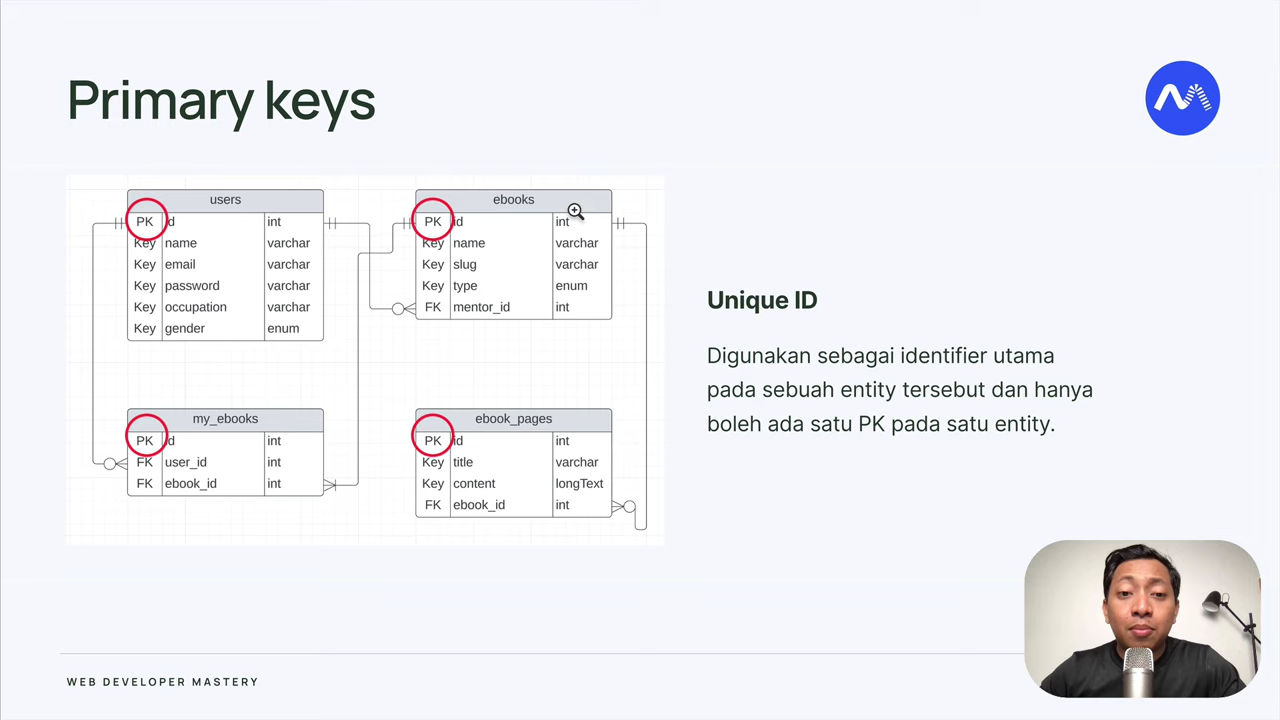 Primary keys
users
PK id int
Key name varchar
Key email varchar
Key password varchar
Key occupation varchar
Key gender enum
ebooks
PK id int
Key name varchar
Key slug varchar
Key type enum
FK mentor_id int
my_ebooks
PK id int
FK user_id int
FK ebook_id int
ebook_pages
PK id int
Key title varchar
Key content longText
FK ebook_id int
Unique ID
Digunakan sebagai identifier utama
pada sebuah entity tersebut dan hanya
boleh ada satu PK pada satu entity.
WEB DEVELOPER MASTERY